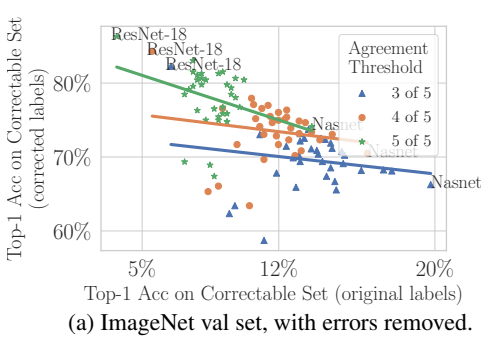 Top-1 Acc on Correctable Set
(corrected labels)
80%
70%
60%
ResNet-18
ResNet-18
ResNet-18
Agreement
Threshold
3 of 5
4 of 5
5 of 5
Nasnet
Nasnet
Nasnet
5%
12%
20%
Top-1 Acc on Correctable Set (original labels)
(a) ImageNet val set, with errors removed.